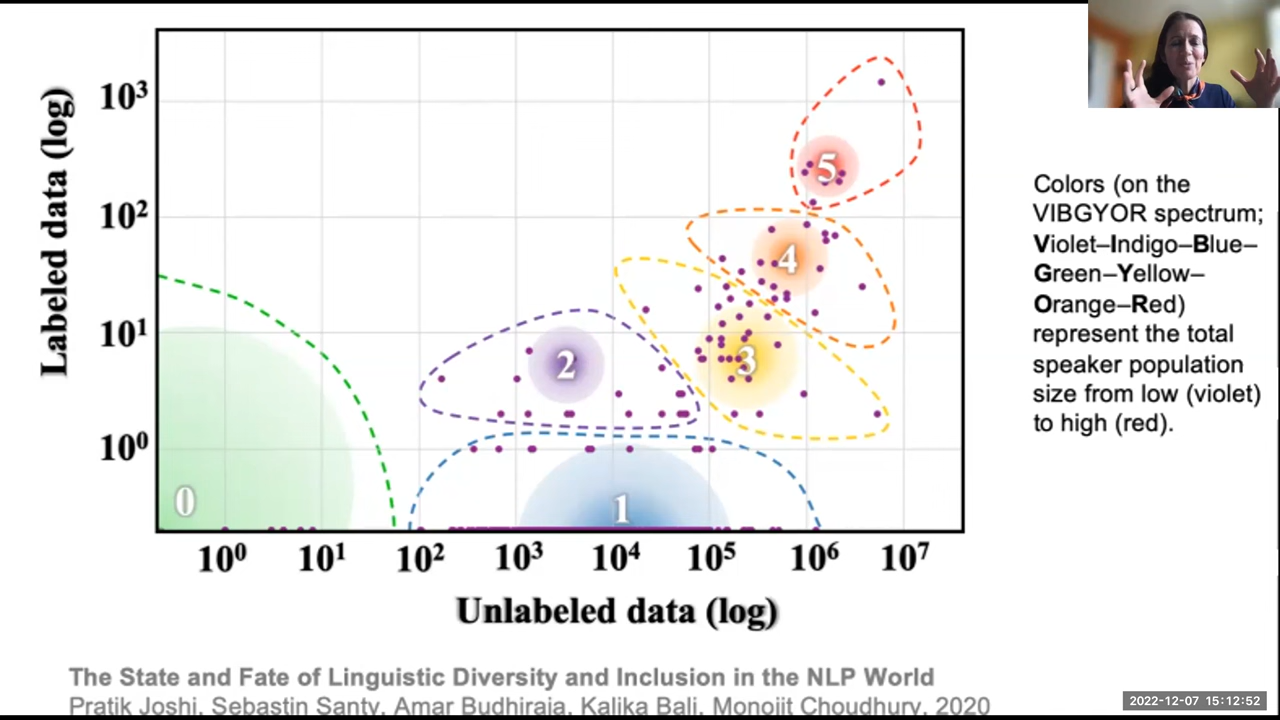 Labeled data (log)
10³
10²
10¹
10⁰
5
4
3
2
1
0
10⁰ 10¹ 10² 10³ 10⁴ 10⁵ 10⁶ 10⁷
Unlabeled data (log)
Colors (on the
VIBGYOR spectrum;
Violet–Indigo–Blue–
Green–Yellow–
Orange–Red)
represent the total
speaker population
size from low (violet)
to high (red).
The State and Fate of Linguistic Diversity and Inclusion in the NLP World
Pratik Joshi, Sebastin Santy, Amar Budhiraja, Kalika Bali, Monojit Choudhury, 2020
2022-12-07 15:12:52